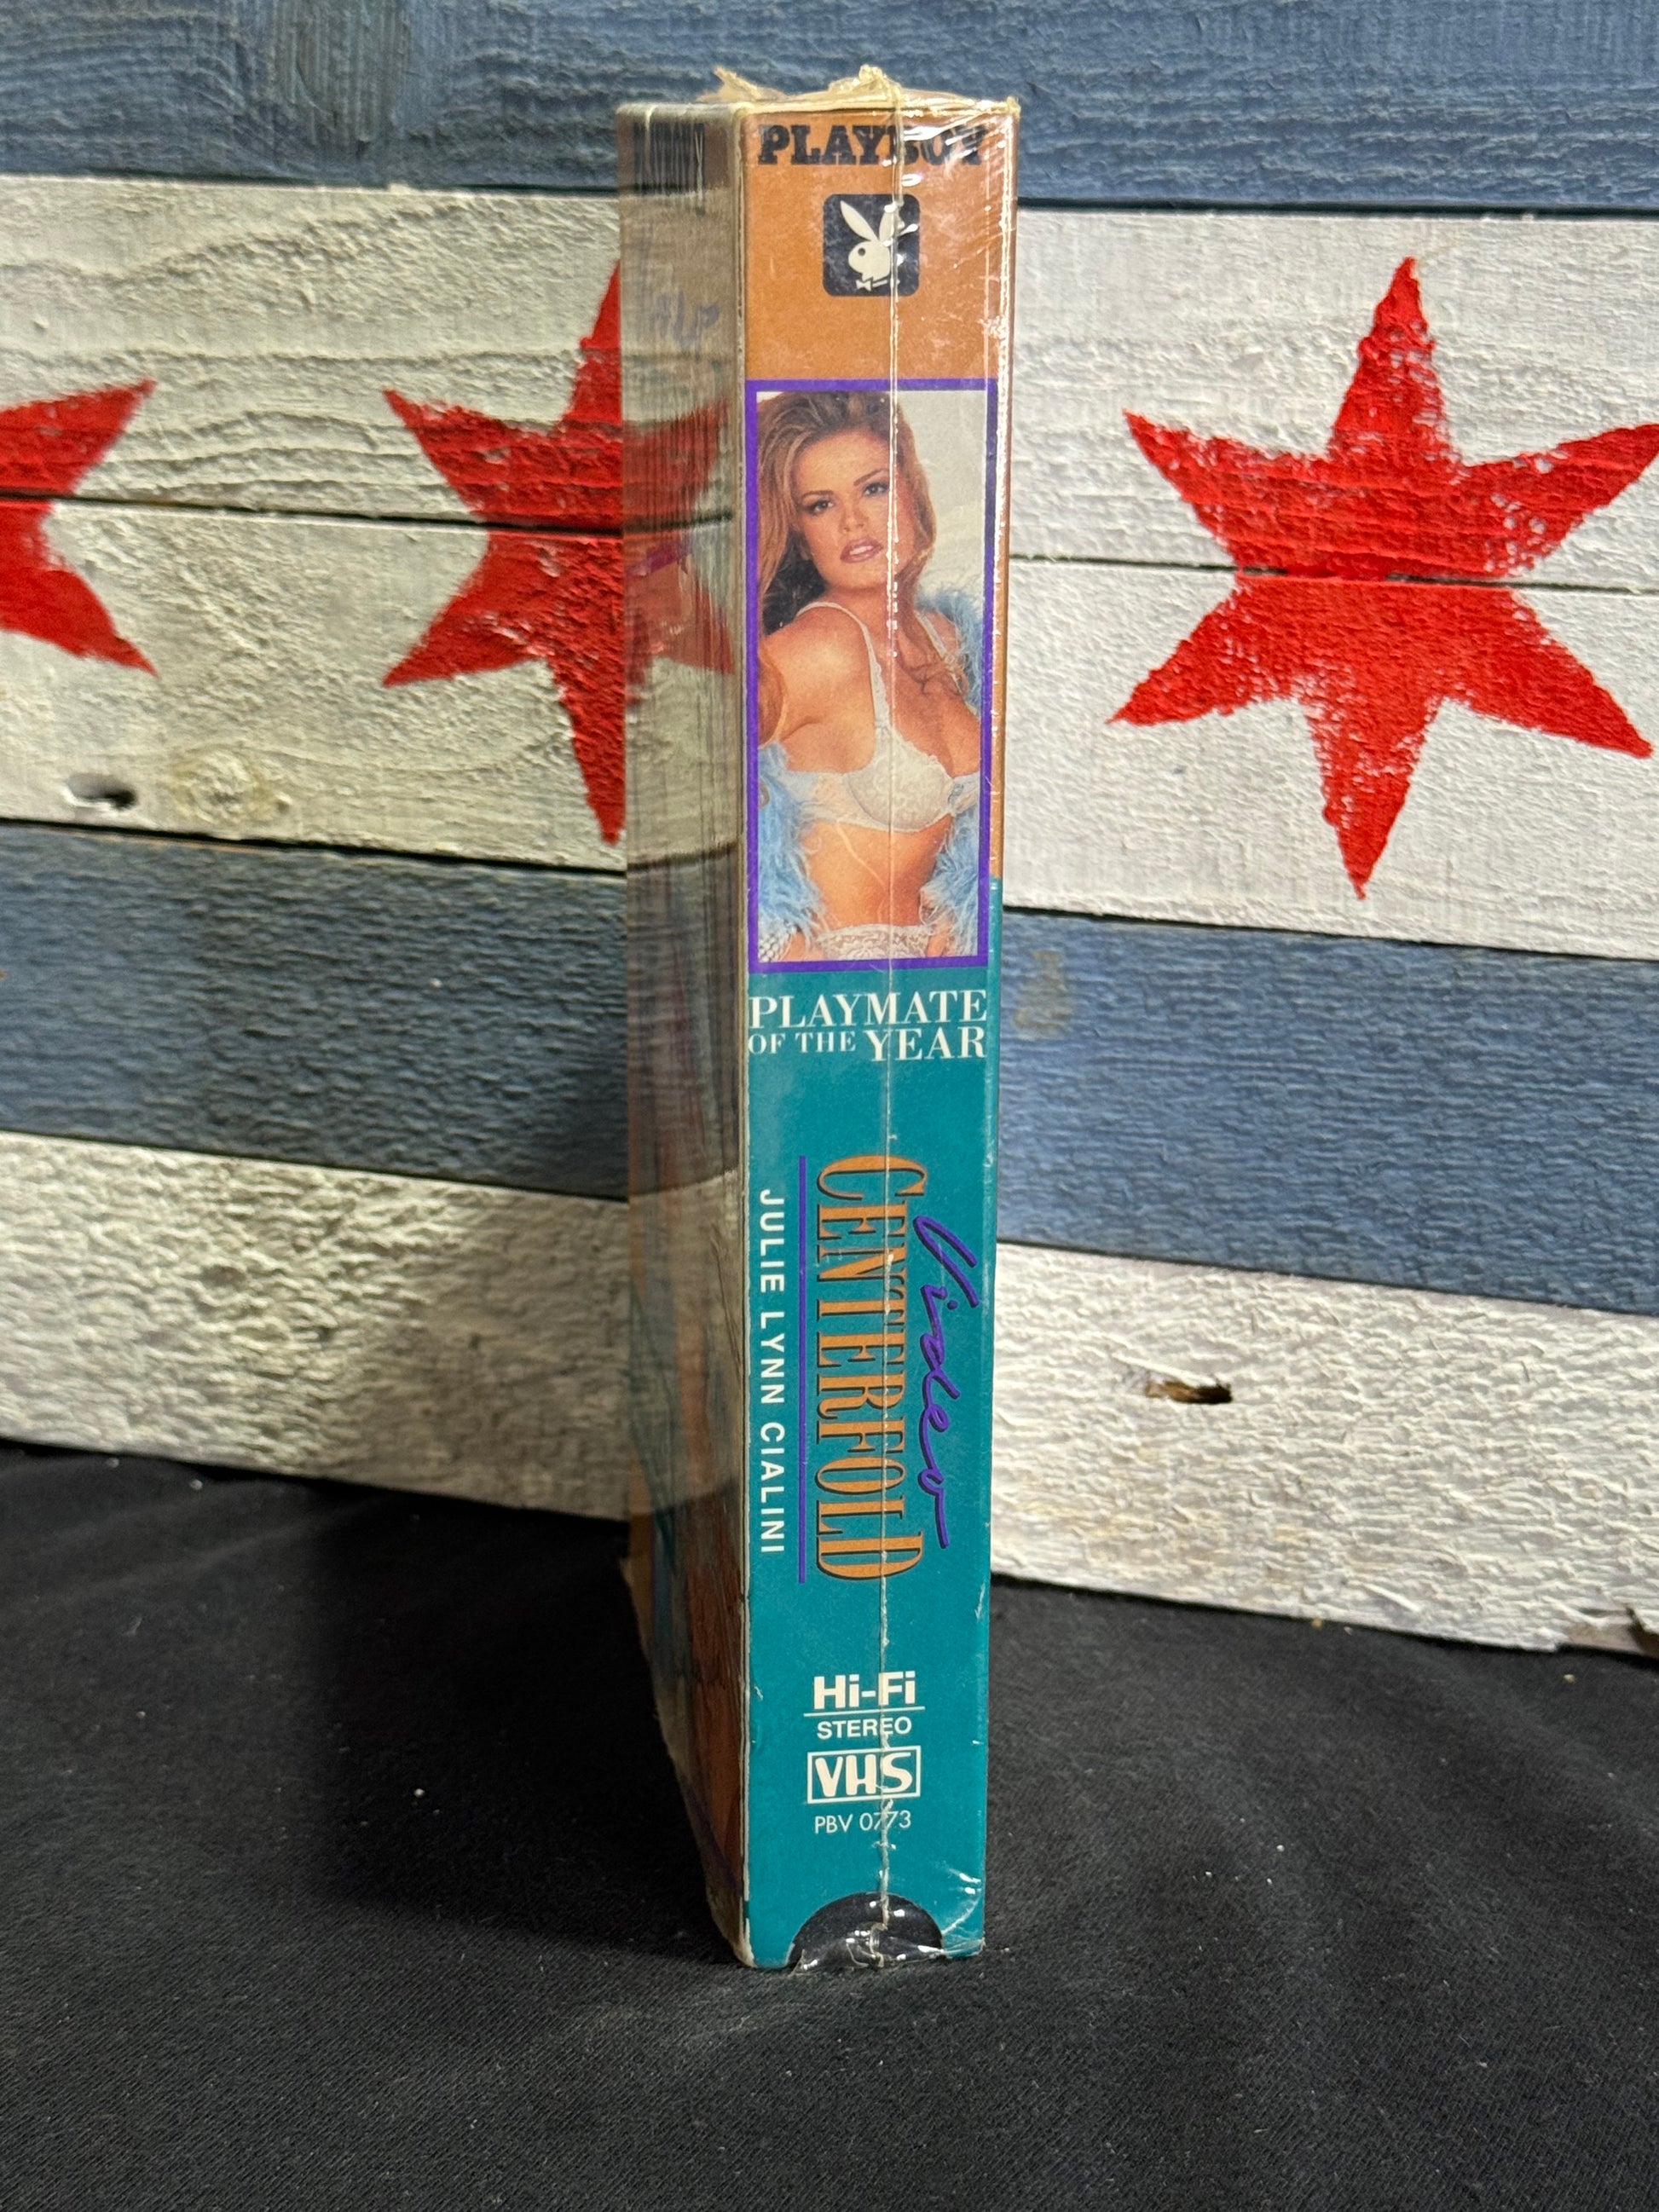 PLAYBOY
PLAYMATE
OF THE YEAR
Video
CENTERFOLD
JULIE LYNN CIALINI
Hi-Fi
STEREO
VHS
PBV 0773